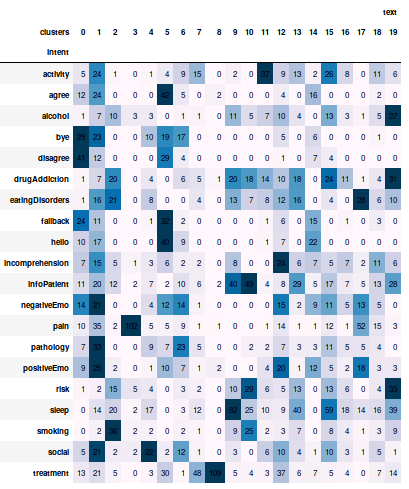 text
clusters 0 1 2 3 4 5 6 7 8 9 10 11 12 13 14 15 16 17 18 19
intent
activity 5 24 1 0 1 4 9 15 0 2 0 37 9 13 2 26 8 0 11 6
agree 12 24 0 0 0 42 5 0 2 0 0 0 4 0 16 0 0 0 2 0
alcohol 1 7 10 3 3 0 1 1 0 11 5 7 10 4 0 13 3 1 5 27
bye 29 23 0 0 10 19 17 0 0 0 0 0 5 0 6 0 0 0 1 0
disagree 41 12 0 0 0 29 4 0 0 0 0 0 1 0 7 4 0 0 0 0
drugAddiction 1 7 20 0 4 0 6 5 1 20 18 14 10 18 0 24 11 1 4 31
eatingDisorders 1 16 21 0 8 0 0 4 0 13 7 8 12 16 0 4 0 28 6 10
fallback 24 11 0 0 1 32 2 0 0 0 0 1 6 0 15 0 1 0 3 0
hello 10 17 0 0 0 40 9 0 0 0 0 1 7 0 22 0 0 0 0 0
incomprehension 7 15 5 1 3 6 2 2 0 8 0 0 24 6 7 5 7 2 11 6
infoPatient 11 20 12 2 7 2 10 6 2 40 49 4 8 29 5 17 7 5 13 28
negativeEmo 14 21 0 0 4 12 14 1 0 0 0 0 15 2 9 11 5 13 5 0
pain 10 35 2 102 5 5 9 1 1 0 0 1 14 1 1 12 1 52 15 3
pathology 7 33 0 0 9 7 23 5 0 0 2 2 7 3 3 11 5 5 4 0
positiveEmo 9 25 2 0 1 10 7 1 0 2 0 4 20 1 12 5 2 18 3 3
risk 1 2 15 5 4 0 3 2 0 10 29 6 5 13 0 13 6 0 4 33
sleep 0 14 20 2 17 0 3 12 0 62 25 10 9 40 0 59 18 14 16 39
smoking 0 2 36 2 0 2 2 1 0 9 25 2 3 7 0 8 4 1 3 9
social 5 21 2 2 22 2 12 1 0 3 0 6 10 4 1 10 3 1 5 1
treatment 13 21 5 0 3 30 1 48 109 5 4 3 37 6 7 5 4 0 7 14